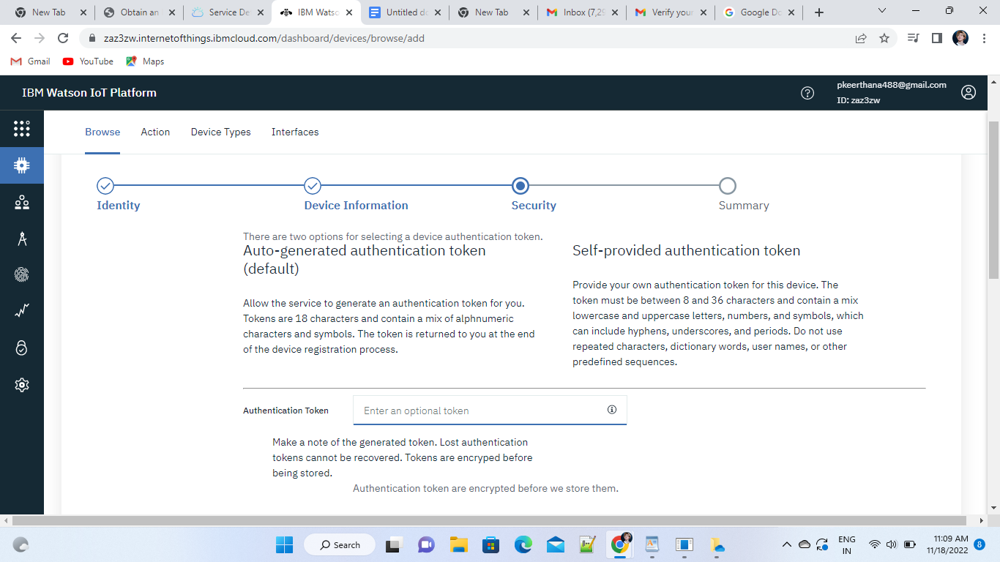 New Tab
Obtain an
Service De
IBM Watso
Untitled do
New Tab
Inbox (7,29
Verify your
Google Do
zaz3zw.internetofthings.ibmcloud.com/dashboard/devices/browse/add
Gmail
YouTube
Maps
IBM Watson IoT Platform
pkeerthana488@gmail.com
ID: zaz3zw
Browse
Action
Device Types
Interfaces
Identity
Device Information
Security
Summary
There are two options for selecting a device authentication token.
Auto-generated authentication token
(default)
Allow the service to generate an authentication token for you.
Tokens are 18 characters and contain a mix of alphnumeric
characters and symbols. The token is returned to you at the end
of the device registration process.
Self-provided authentication token
Provide your own authentication token for this device. The
token must be between 8 and 36 characters and contain a mix
lowercase and uppercase letters, numbers, and symbols, which
can include hyphens, underscores, and periods. Do not use
repeated characters, dictionary words, user names, or other
predefined sequences.
Authentication Token
Enter an optional token
Make a note of the generated token. Lost authentication
tokens cannot be recovered. Tokens are encryped before
being stored.
Authentication token are encrypted before we store them.
Search
ENG
IN
11:09 AM
11/18/2022
8